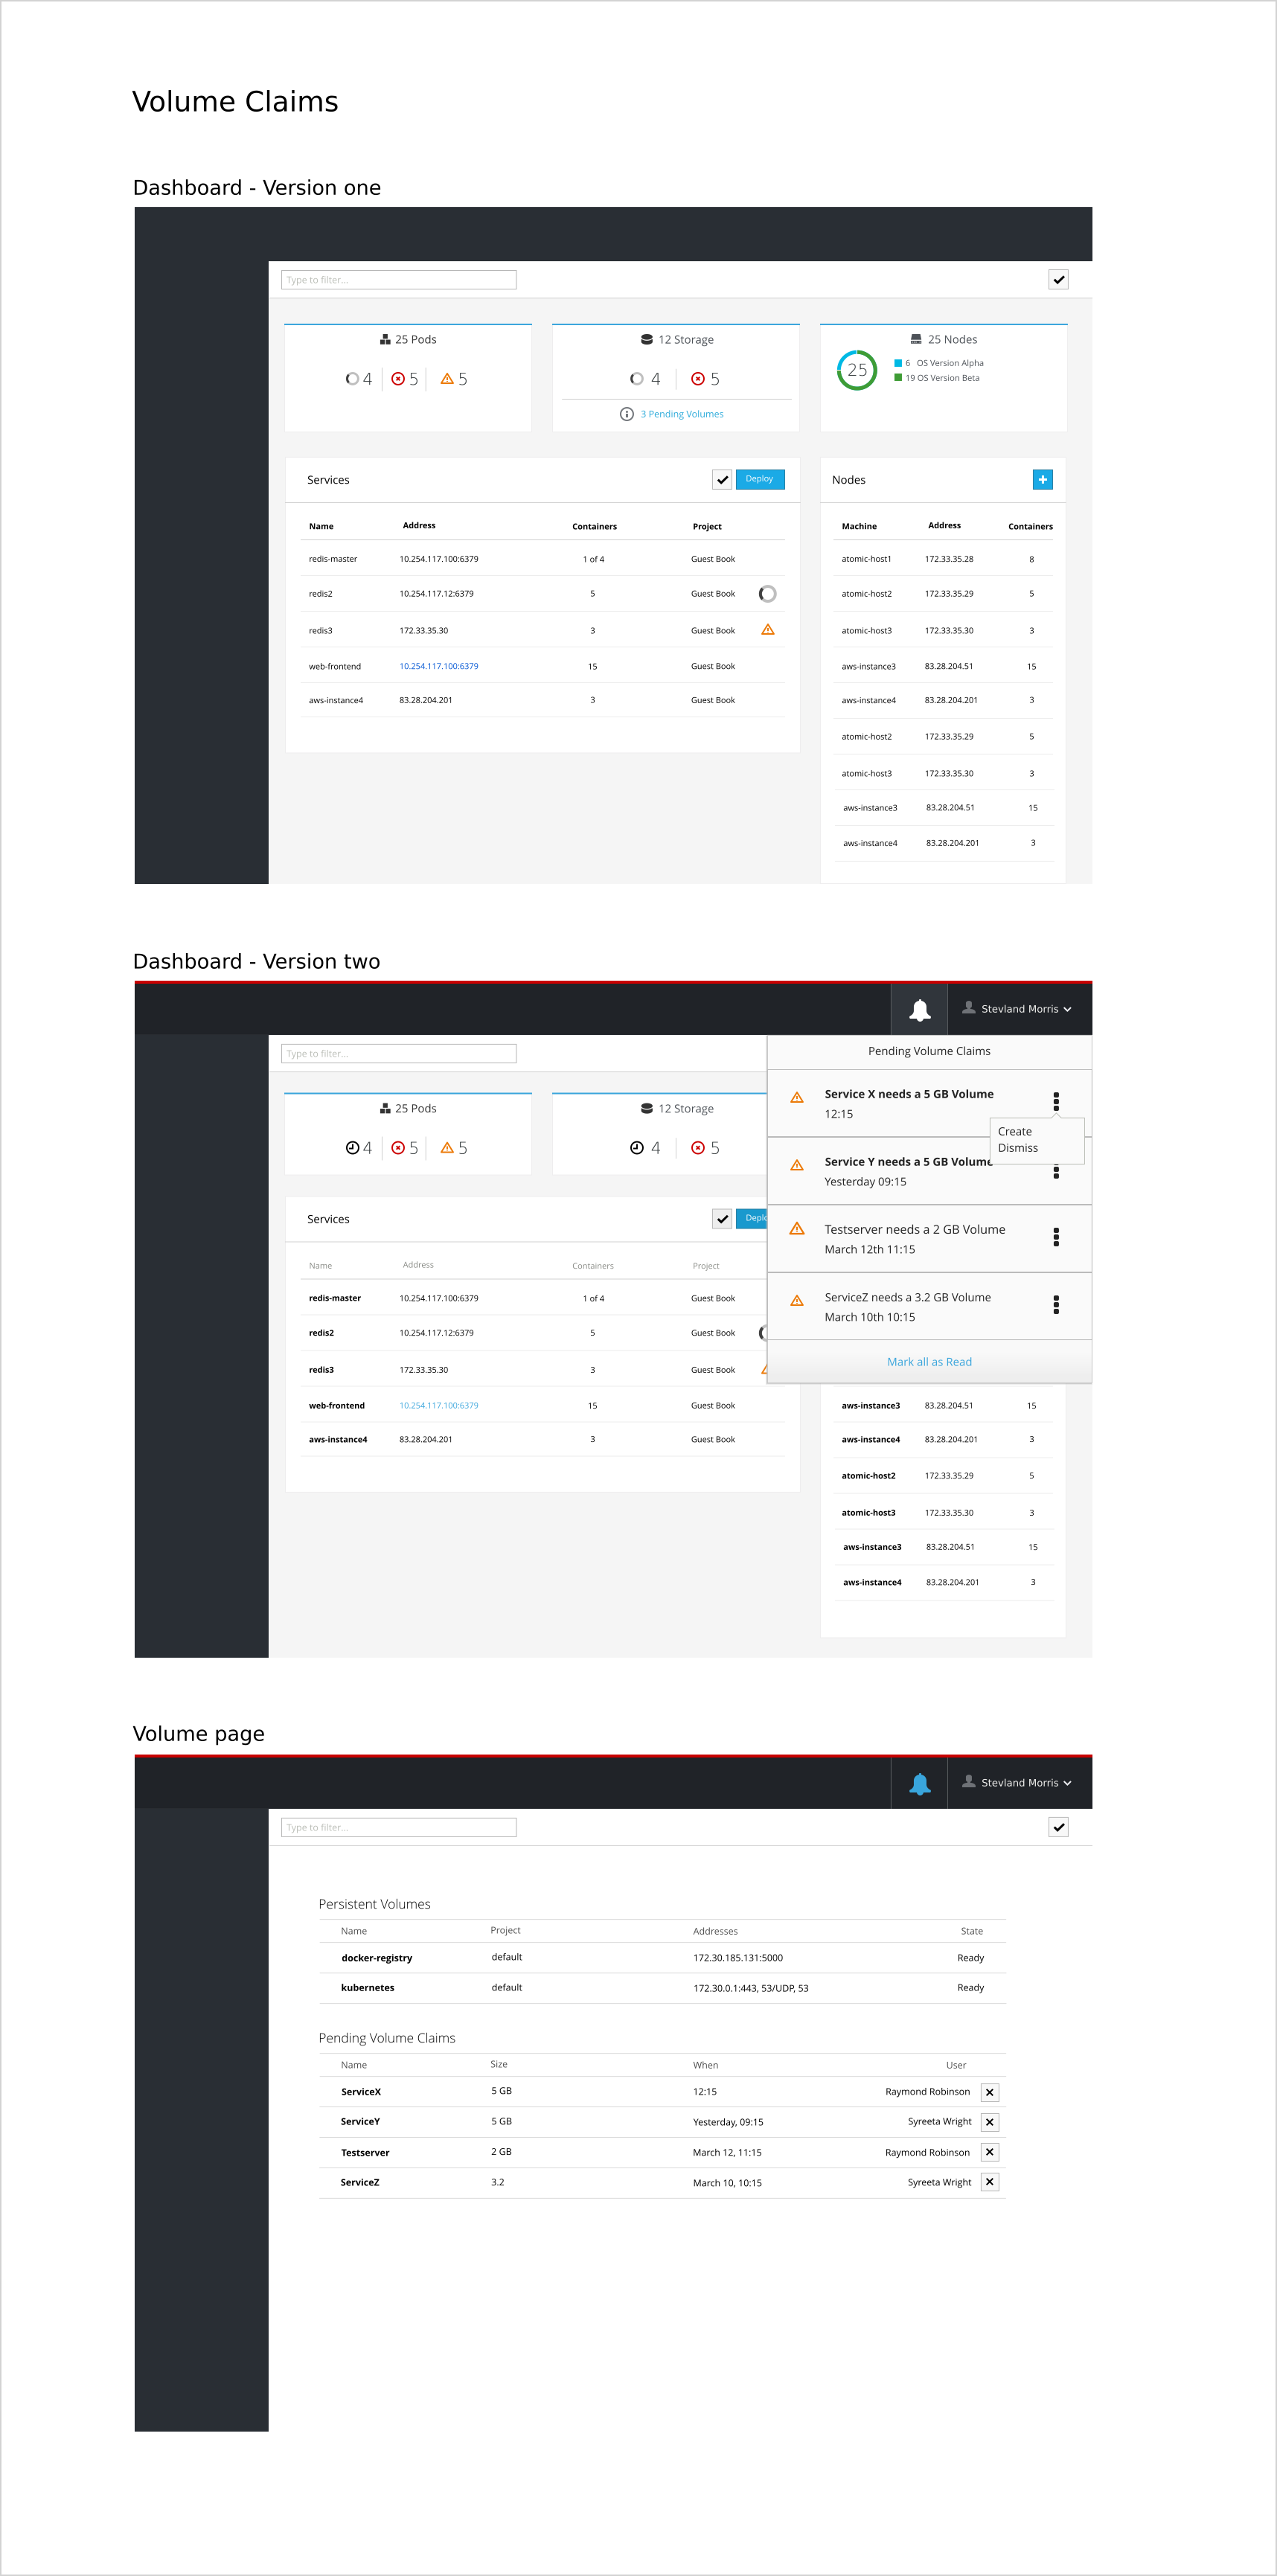 Volume Claims
Dashboard - Version one
Type to filter...
25 Pods
12 Storage
25 Nodes
4 5 5
4 5
25
6 OS Version Alpha
19 OS Version Beta
3 Pending Volumes
Services
Deploy
Name Address Containers Project
redis-master 10.254.117.100:6379 1 of 4 Guest Book
redis2 10.254.117.12:6379 5 Guest Book
redis3 172.33.35.30 3 Guest Book
web-frontend 10.254.117.100:6379 15 Guest Book
aws-instance4 83.28.204.201 3 Guest Book
Nodes
Machine Address Containers
atomic-host1 172.33.35.28 8
atomic-host2 172.33.35.29 5
atomic-host3 172.33.35.30 3
aws-instance3 83.28.204.51 15
aws-instance4 83.28.204.201 3
atomic-host2 172.33.35.29 5
atomic-host3 172.33.35.30 3
aws-instance3 83.28.204.51 15
aws-instance4 83.28.204.201 3
Dashboard - Version two
Stevland Morris
Type to filter...
25 Pods
12 Storage
4 5 5
4 5
Services
Name Address Containers Project
redis-master 10.254.117.100:6379 1 of 4 Guest Book
redis2 10.254.117.12:6379 5 Guest Book
redis3 172.33.35.30 3 Guest Book
web-frontend 10.254.117.100:6379 15 Guest Book
aws-instance4 83.28.204.201 3 Guest Book
Pending Volume Claims
Service X needs a 5 GB Volume
12:15
Create
Dismiss
Service Y needs a 5 GB Volume
Yesterday 09:15
Testserver needs a 2 GB Volume
March 12th 11:15
ServiceZ needs a 3.2 GB Volume
March 10th 10:15
Mark all as Read
aws-instance3 83.28.204.51 15
aws-instance4 83.28.204.201 3
atomic-host2 172.33.35.29 5
atomic-host3 172.33.35.30 3
aws-instance3 83.28.204.51 15
aws-instance4 83.28.204.201 3
Volume page
Stevland Morris
Type to filter...
Persistent Volumes
Name Project Addresses State
docker-registry default 172.30.185.131:5000 Ready
kubernetes default 172.30.0.1:443, 53/UDP, 53 Ready
Pending Volume Claims
Name Size When User
ServiceX 5 GB 12:15 Raymond Robinson
ServiceY 5 GB Yesterday, 09:15 Syreeta Wright
Testserver 2 GB March 12, 11:15 Raymond Robinson
ServiceZ 3.2 March 10, 10:15 Syreeta Wright